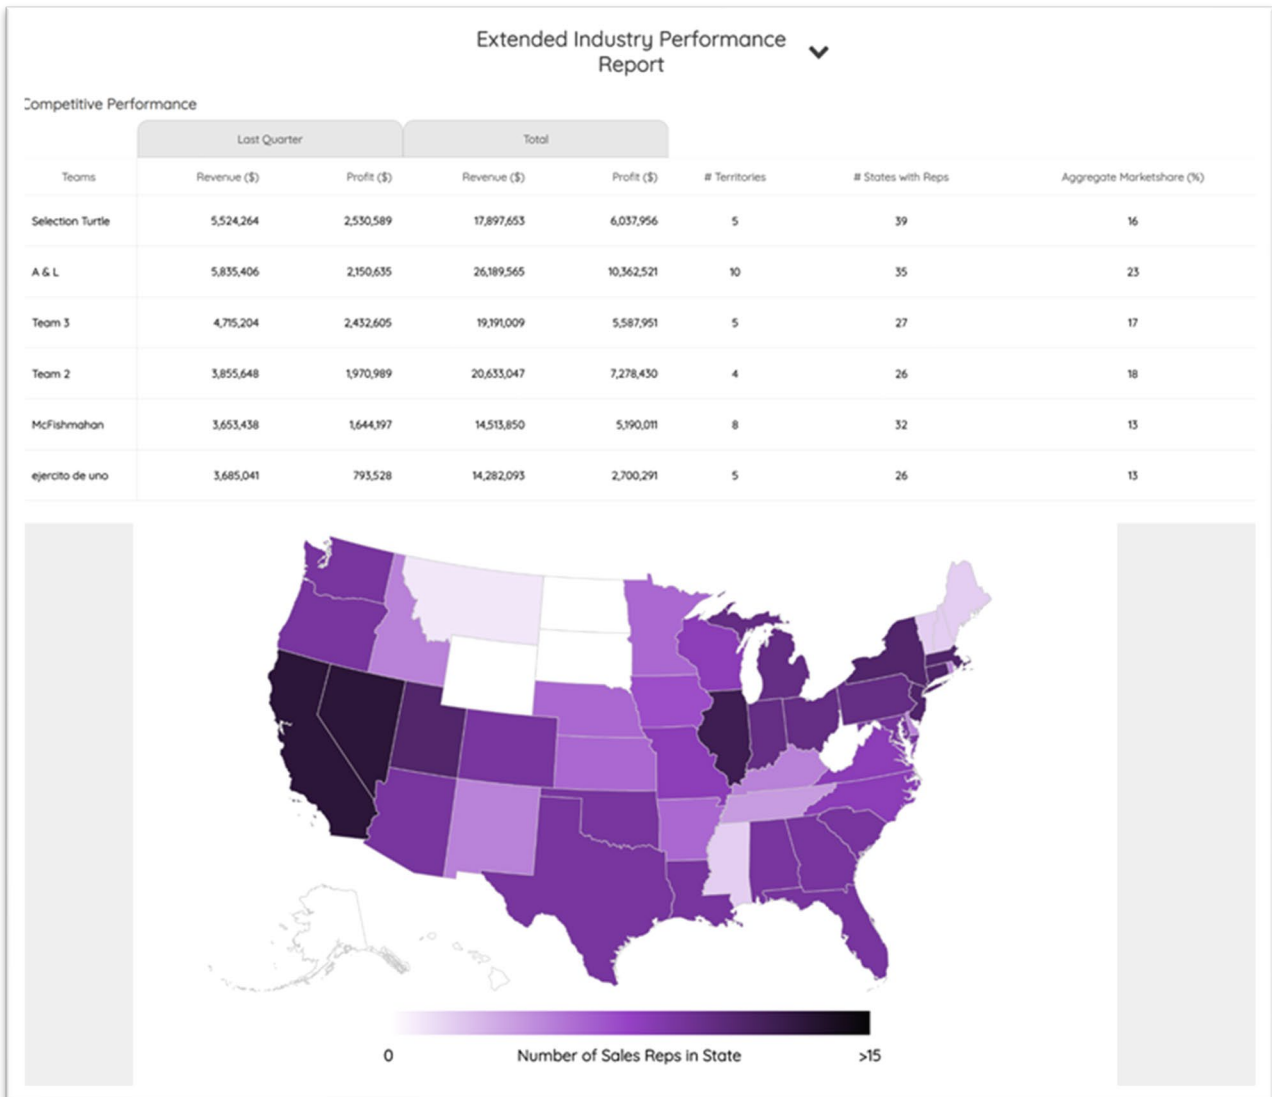 Extended Industry Performance
Report
Competitive Performance
Last Quarter Total
Teams Revenue ($) Profit ($) Revenue ($) Profit ($) # Territories # States with Reps Aggregate Marketshare (%)
Selection Turtle 5,524,264 2,530,589 17,897,653 6,037,956 5 39 16
A & L 5,835,406 2,150,635 26,189,565 10,362,521 10 35 23
Team 3 4,715,204 2,432,605 19,191,009 5,587,951 5 27 17
Team 2 3,855,648 1,970,989 20,633,047 7,278,430 4 26 18
McFishmahan 3,653,438 1,644,197 14,513,850 5,190,011 8 32 13
ejercito de uno 3,685,041 793,528 14,282,093 2,700,291 5 26 13
0 Number of Sales Reps in State >15